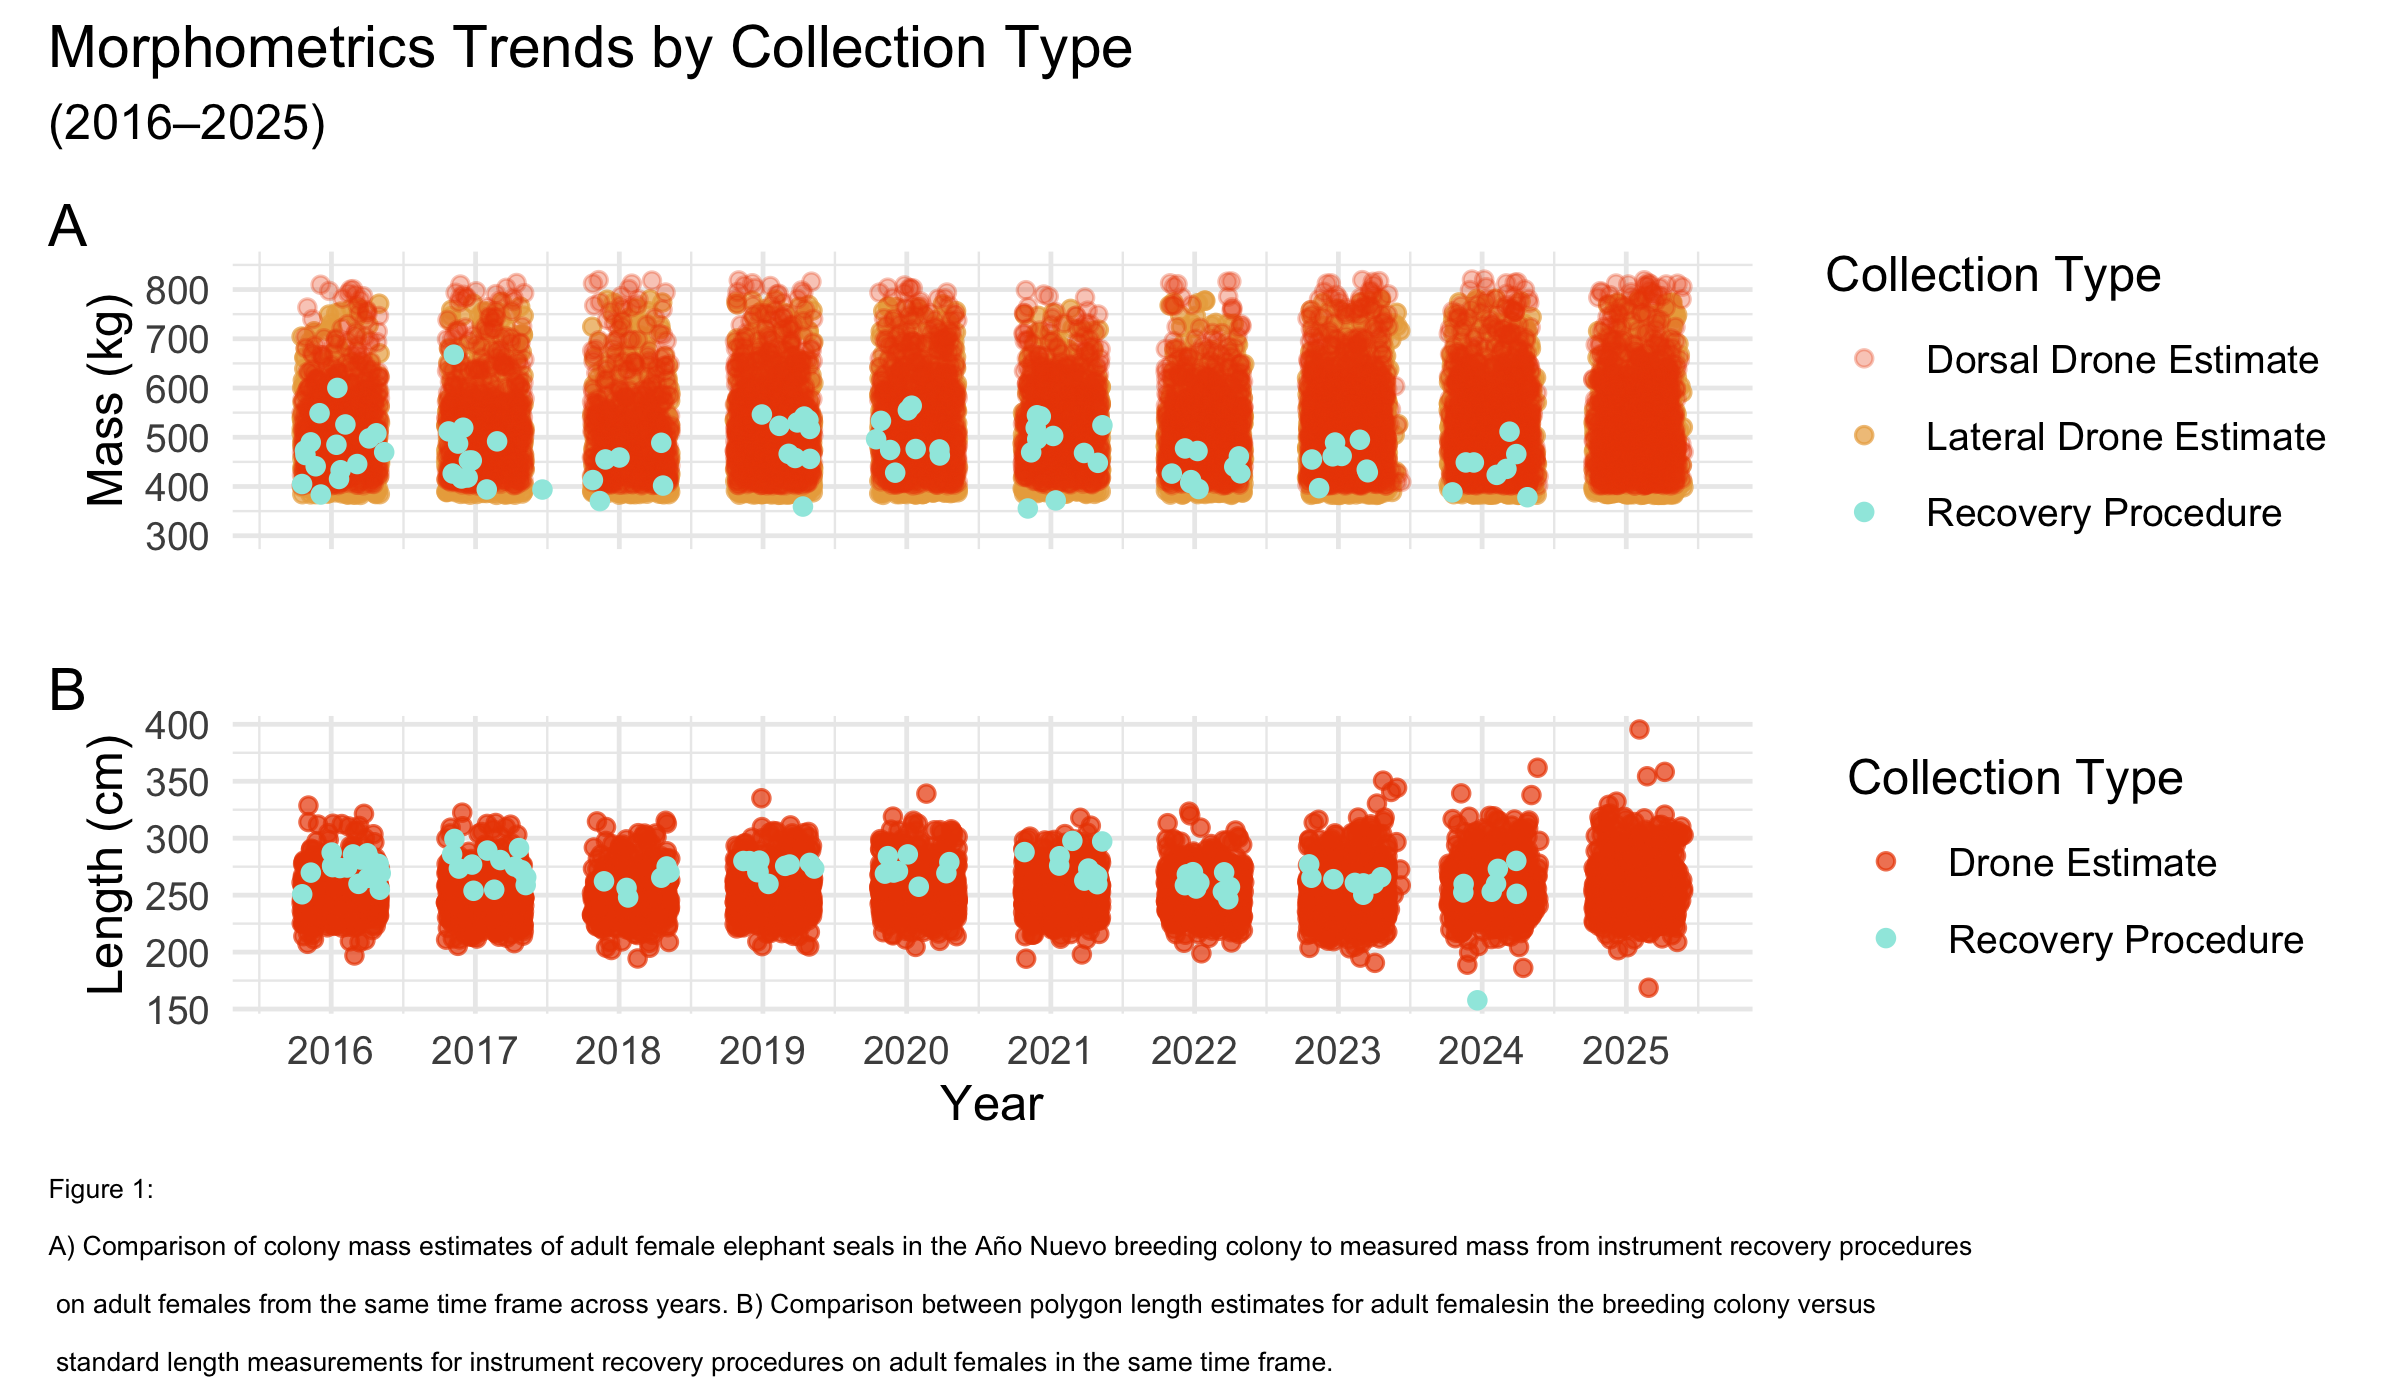 Morphometrics Trends by Collection Type
(2016–2025)
A
Mass (kg)
800
700
600
500
400
300
Collection Type
Dorsal Drone Estimate
Lateral Drone Estimate
Recovery Procedure
B
Length (cm)
400
350
300
250
200
150
Collection Type
Drone Estimate
Recovery Procedure
2016 2017 2018 2019 2020 2021 2022 2023 2024 2025
Year
Figure 1:
A) Comparison of colony mass estimates of adult female elephant seals in the Año Nuevo breeding colony to measured mass from instrument recovery procedures
on adult females from the same time frame across years. B) Comparison between polygon length estimates for adult femalesin the breeding colony versus
standard length measurements for instrument recovery procedures on adult females in the same time frame.